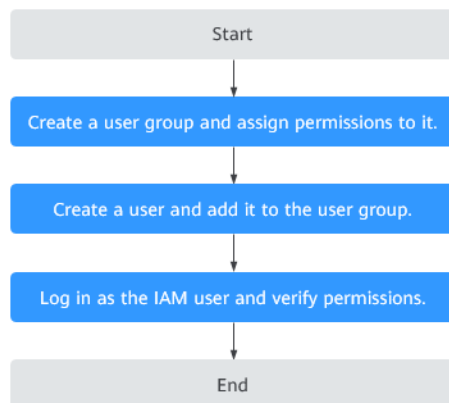 Start
Create a user group and assign permissions to it.
Create a user and add it to the user group.
Log in as the IAM user and verify permissions.
End